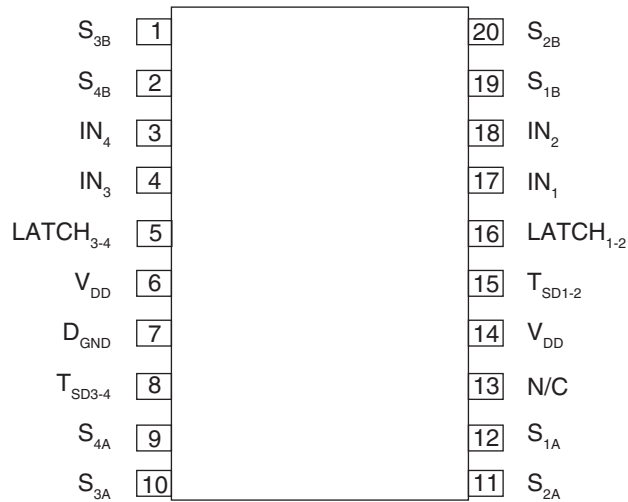 S3B 1 20 S2B
S4B 2 19 S1B
IN4 3 18 IN2
IN3 4 17 IN1
LATCH3-4 5 16 LATCH1-2
VDD 6 15 TSD1-2
DGND 7 14 VDD
TSD3-4 8 13 N/C
S4A 9 12 S1A
S3A 10 11 S2A